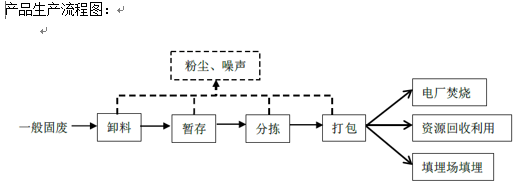 产品生产流程图：
粉尘、噪声
电厂焚烧
一般固废
卸料
暂存
分拣
打包
资源回收利用
填埋场填埋